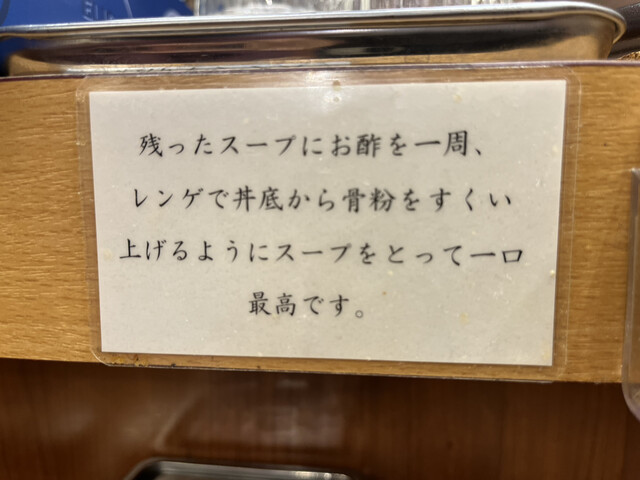 残ったスープにお酢を一周、
レンゲで丼底から骨粉をすくい
上げるようにスープをとって一口
最高です。